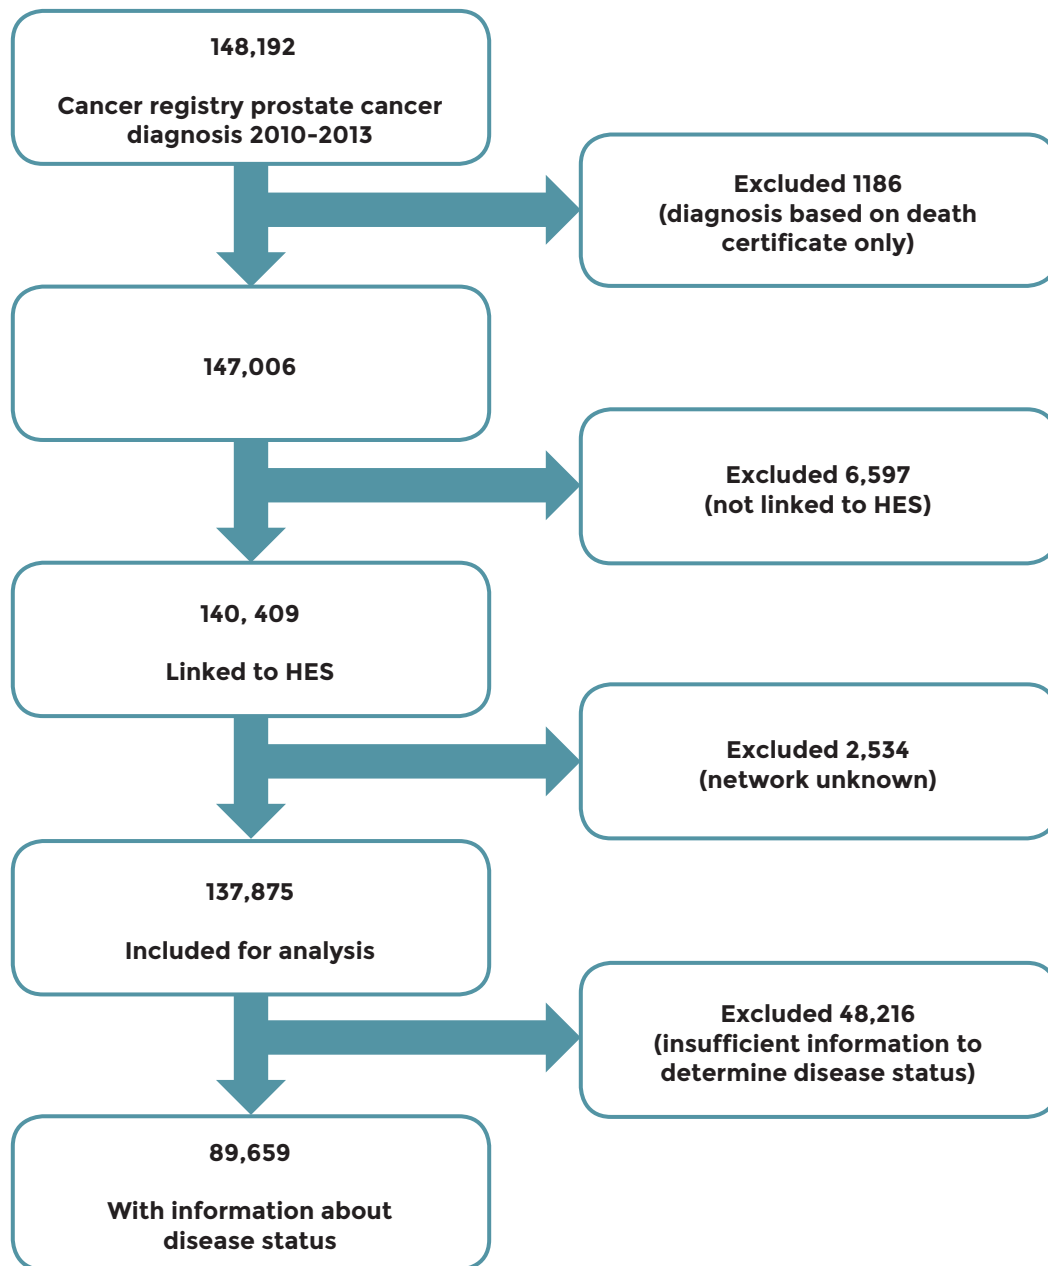 148,192
Cancer registry prostate cancer
diagnosis 2010-2013
Excluded 1186
(diagnosis based on death
certificate only)
147,006
Excluded 6,597
(not linked to HES)
140, 409
Linked to HES
Excluded 2,534
(network unknown)
137,875
Included for analysis
Excluded 48,216
(insufficient information to
determine disease status)
89,659
With information about
disease status